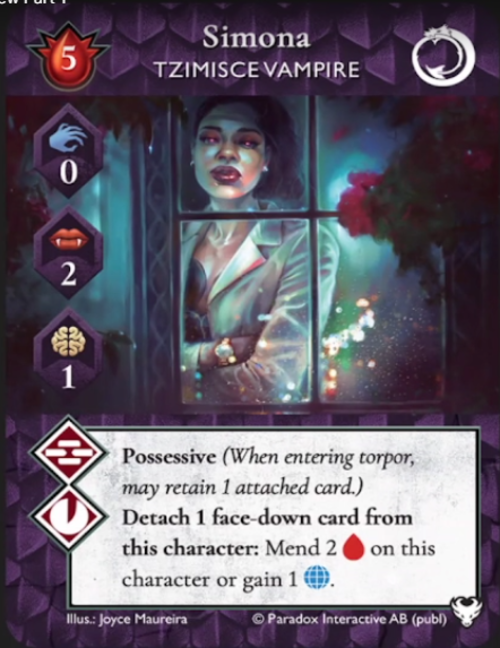 5
Simona
TZIMISCE VAMPIRE
0
2
1
Possessive (When entering torpor,
may retain 1 attached card.)
Detach 1 face-down card from
this character: Mend 2 on this
character or gain 1 .
Illus.: Joyce Maureira © Paradox Interactive AB (publ)